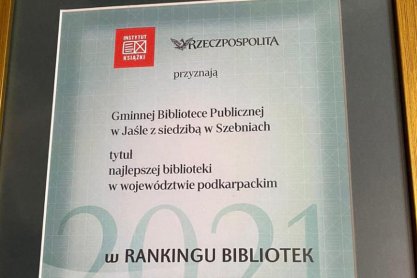 INSTYTUT
KSIĄŻKI
RZECZPOSPOLITA
przyznają
Gminnej Bibliotece Publicznej
w Jaśle z siedzibą w Szebniach
tytuł
najlepszej biblioteki
w województwie podkarpackim
2021
w RANKINGU BIBLIOTEK